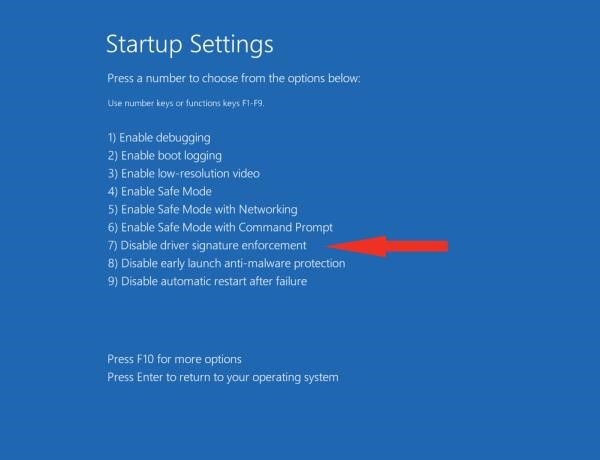 Startup Settings
Press a number to choose from the options below:
Use number keys or functions keys F1-F9.
1) Enable debugging
2) Enable boot logging
3) Enable low-resolution video
4) Enable Safe Mode
5) Enable Safe Mode with Networking
6) Enable Safe Mode with Command Prompt
7) Disable driver signature enforcement
8) Disable early launch anti-malware protection
9) Disable automatic restart after failure
Press F10 for more options
Press Enter to return to your operating system